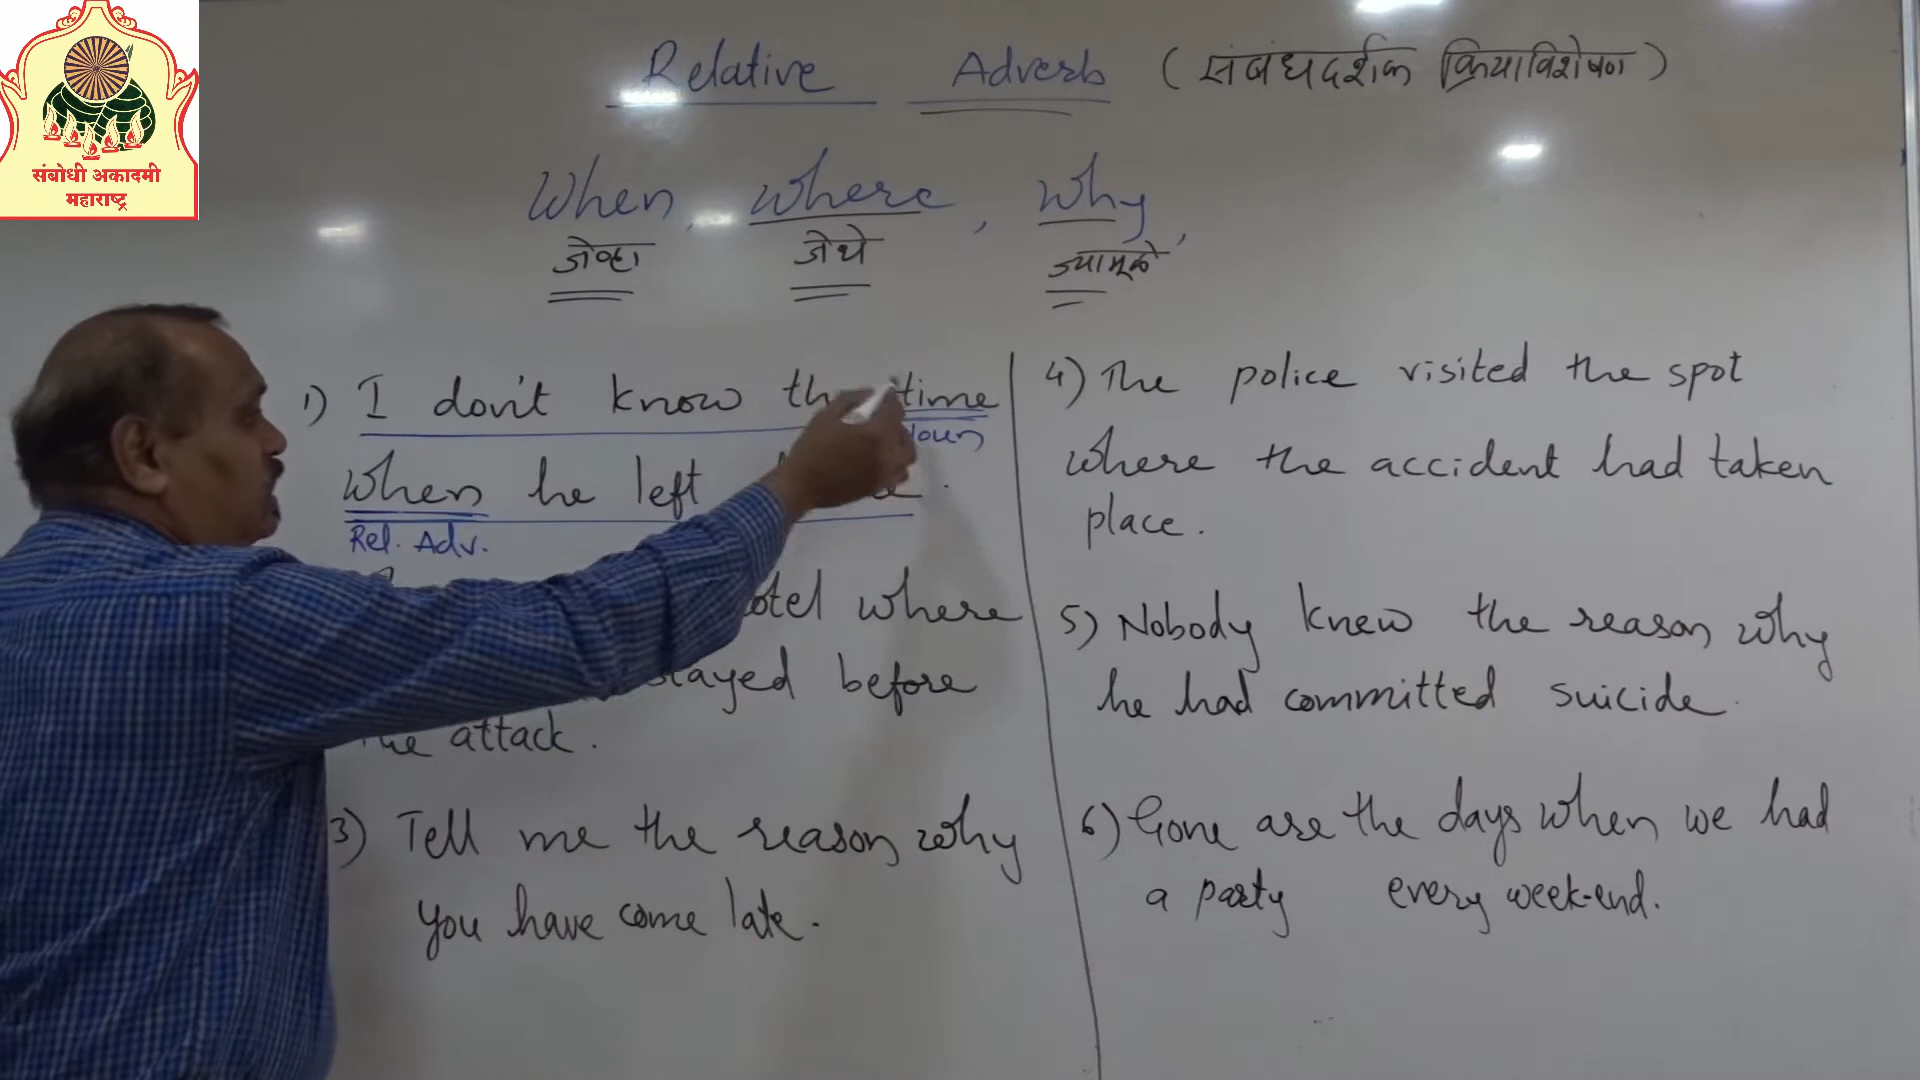 संबोधी अकादमी
महाराष्ट्र
Relative Adverb (संबंधदर्शक क्रियाविशेषण)
When, where, why,
जेव्हा जेथे ज्यामूळे
1) I don't know the time
Noun
when he left
Rel. Adv.
where
stayed before
the attack.
3) Tell me the reason why
you have come late.
4) The police visited the spot
where the accident had taken
place.
5) Nobody knew the reason why
he had committed suicide.
6) Gone are the days when we had
a party every week-end.